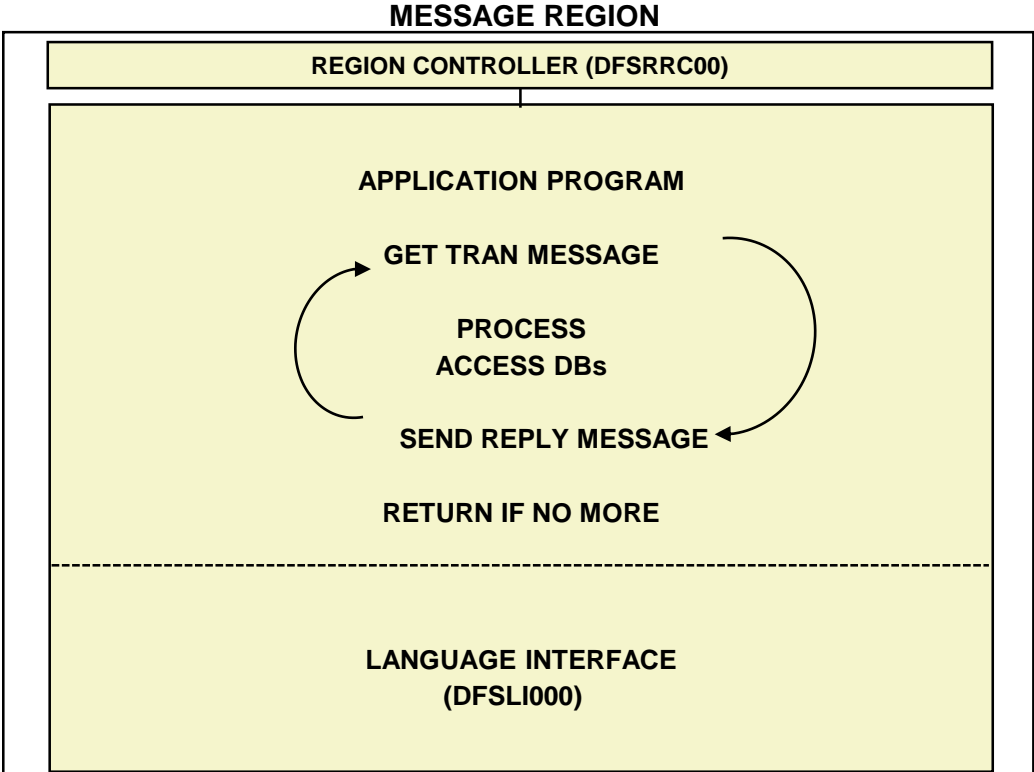 MESSAGE REGION
REGION CONTROLLER (DFSRRC00)
APPLICATION PROGRAM
GET TRAN MESSAGE
PROCESS
ACCESS DBs
SEND REPLY MESSAGE
RETURN IF NO MORE
LANGUAGE INTERFACE
(DFSLI000)